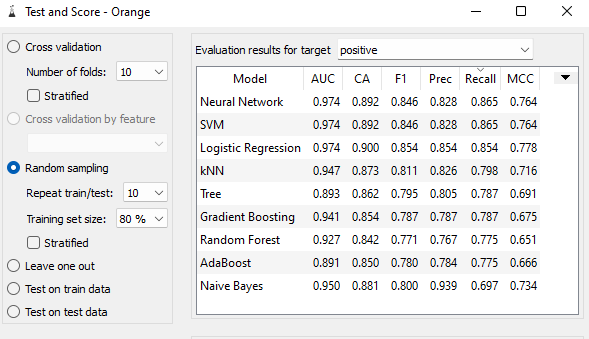 Test and Score - Orange
Cross validation
Number of folds: 10
Stratified
Cross validation by feature
Random sampling
Repeat train/test: 10
Training set size: 80 %
Stratified
Leave one out
Test on train data
Test on test data
Evaluation results for target positive
Model AUC CA F1 Prec Recall MCC
Neural Network 0.974 0.892 0.846 0.828 0.865 0.764
SVM 0.974 0.892 0.846 0.828 0.865 0.764
Logistic Regression 0.974 0.900 0.854 0.854 0.854 0.778
kNN 0.947 0.873 0.811 0.826 0.798 0.716
Tree 0.893 0.862 0.795 0.805 0.787 0.691
Gradient Boosting 0.941 0.854 0.787 0.787 0.787 0.675
Random Forest 0.927 0.842 0.771 0.767 0.775 0.651
AdaBoost 0.891 0.850 0.780 0.784 0.775 0.666
Naive Bayes 0.950 0.881 0.800 0.939 0.697 0.734